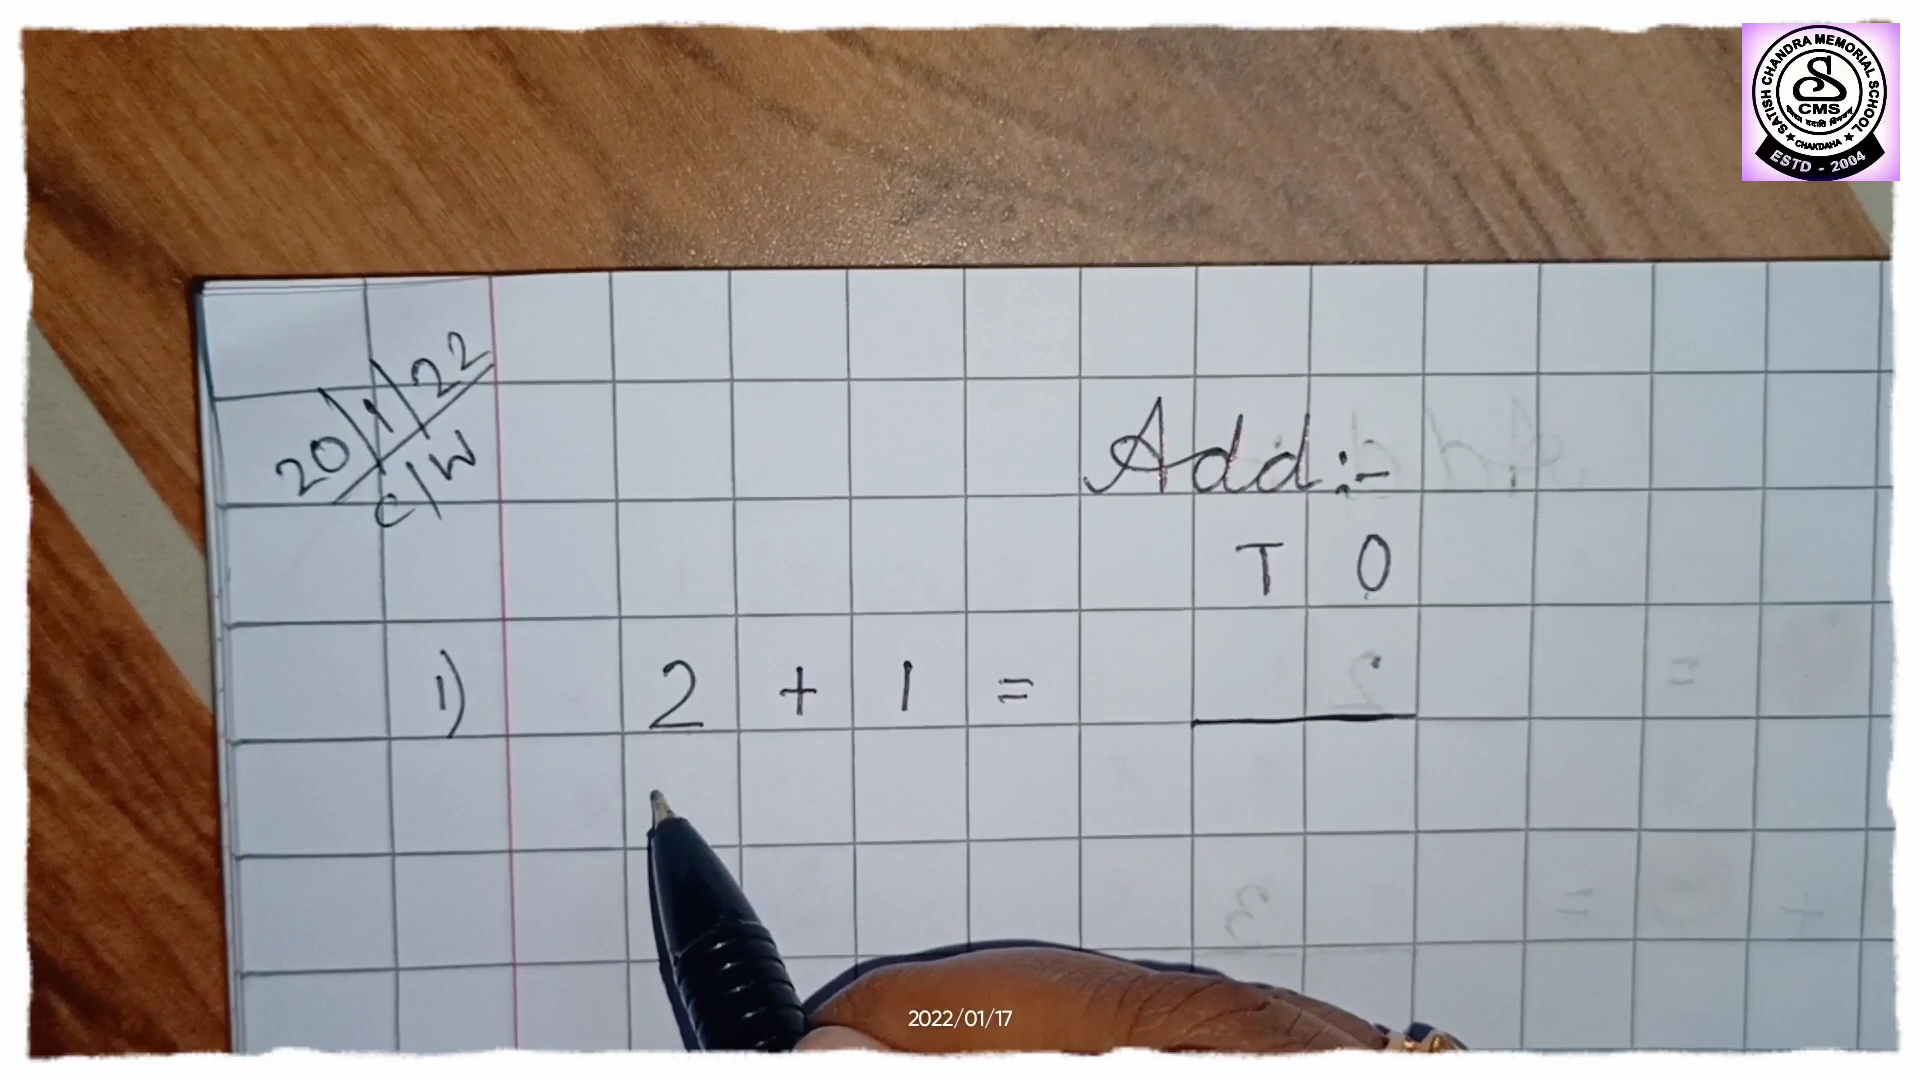 SATISH CHANDRA MEMORIAL SCHOOL
S
CMS
★ CHAKDAHA ★
ESTD - 2004
20/1/22
C/W
Add:-
T O
1) 2 + 1 =
2022/01/17